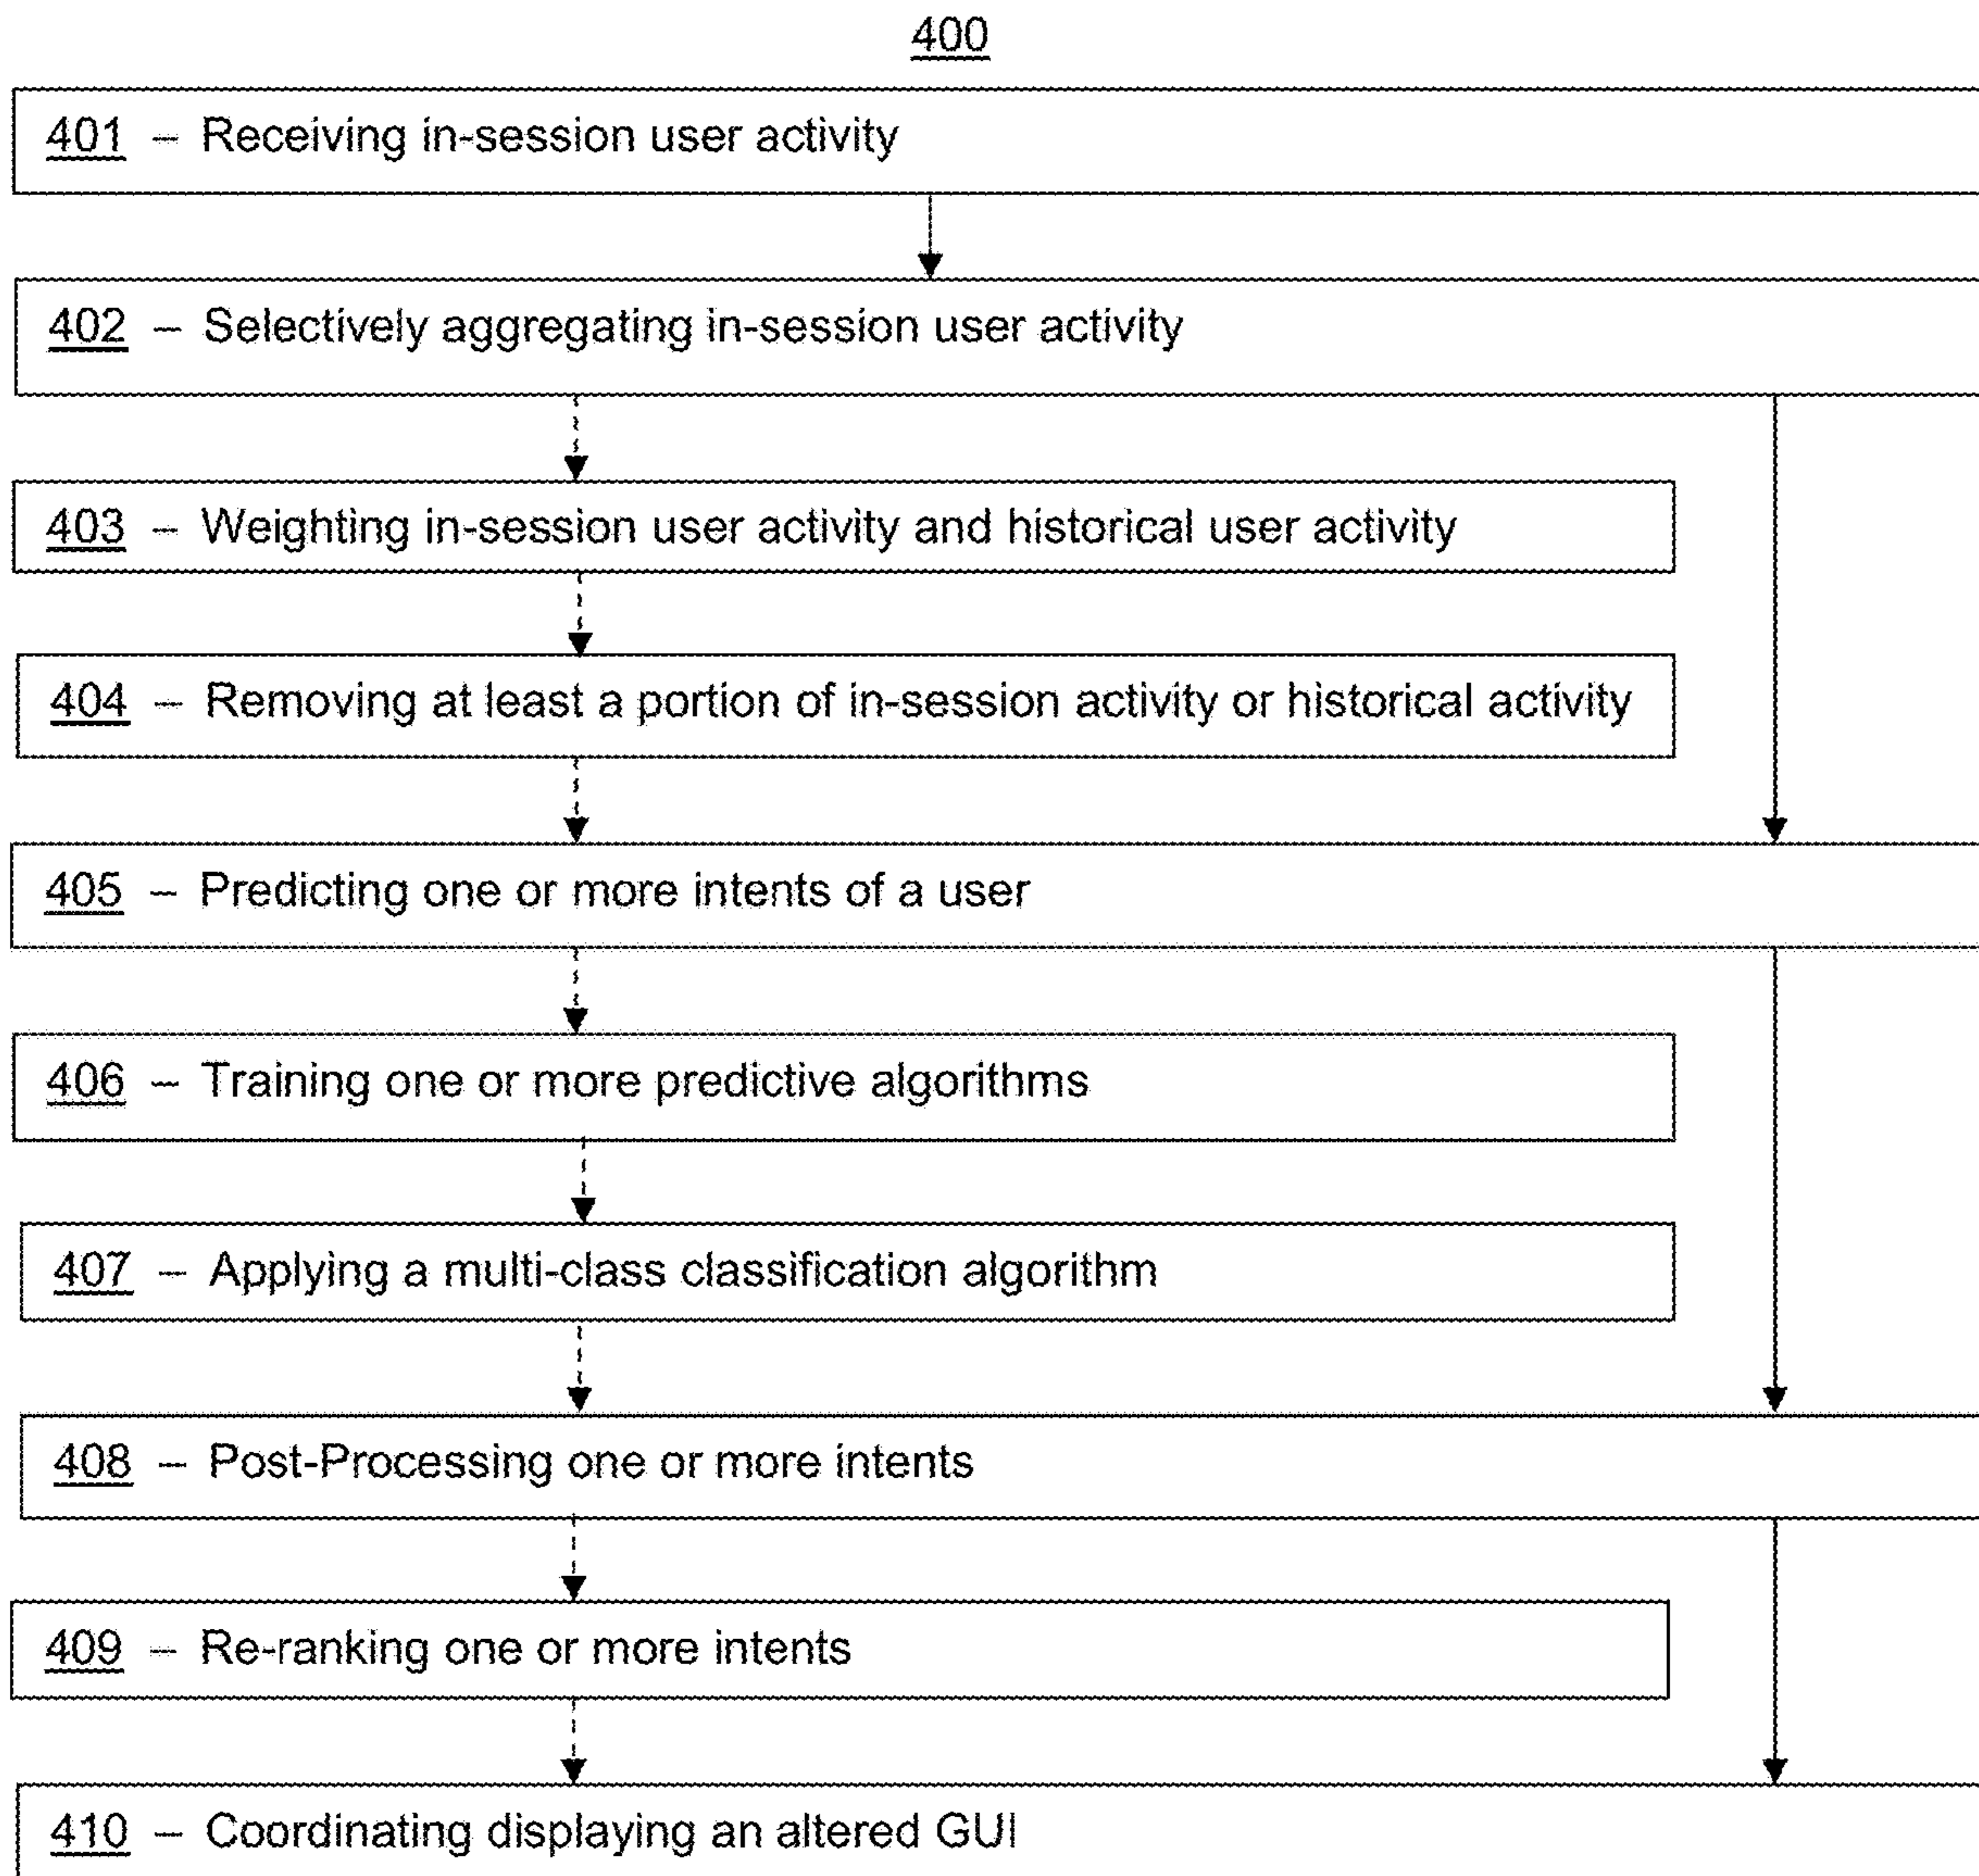 400
401 – Receiving in-session user activity
402 – Selectively aggregating in-session user activity
403 – Weighting in-session user activity and historical user activity
404 – Removing at least a portion of in-session activity or historical activity
405 – Predicting one or more intents of a user
406 – Training one or more predictive algorithms
407 – Applying a multi-class classification algorithm
408 – Post-Processing one or more intents
409 – Re-ranking one or more intents
410 – Coordinating displaying an altered GUI